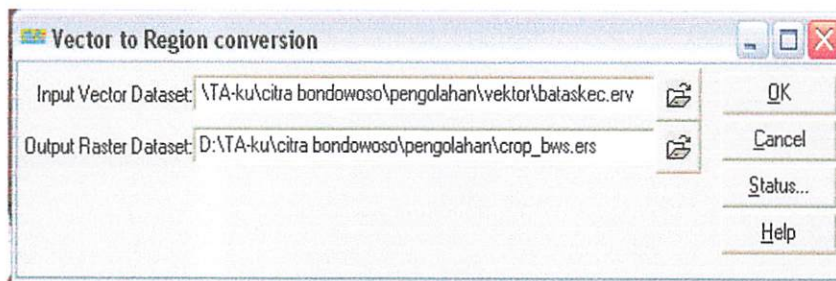 Vector to Region conversion
Input Vector Dataset: \TA-ku\citra bondowoso\pengolahan\vektor\bataskec.erv
OK
Output Raster Dataset: D:\TA-ku\citra bondowoso\pengolahan\crop_bws.ers
Cancel
Status...
Help